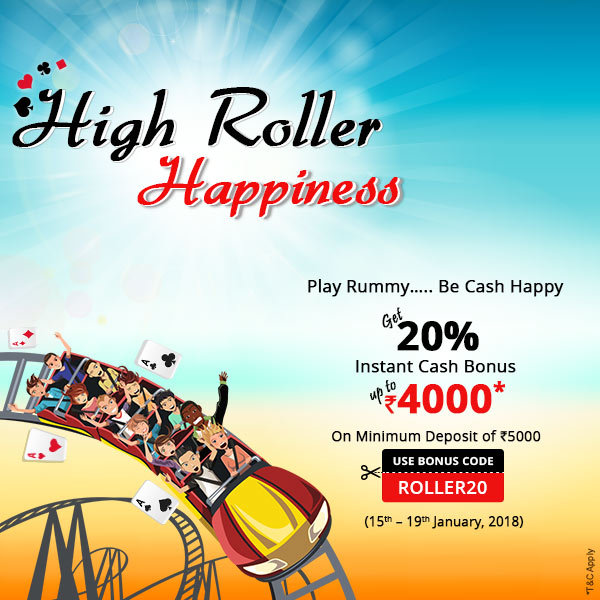 High Roller
Happiness
Play Rummy..... Be Cash Happy
Get
20%
Instant Cash Bonus
up to
₹4000*
On Minimum Deposit of ₹5000
USE BONUS CODE
ROLLER20
(15th – 19th January, 2018)
*T&C Apply
A
A
A
A